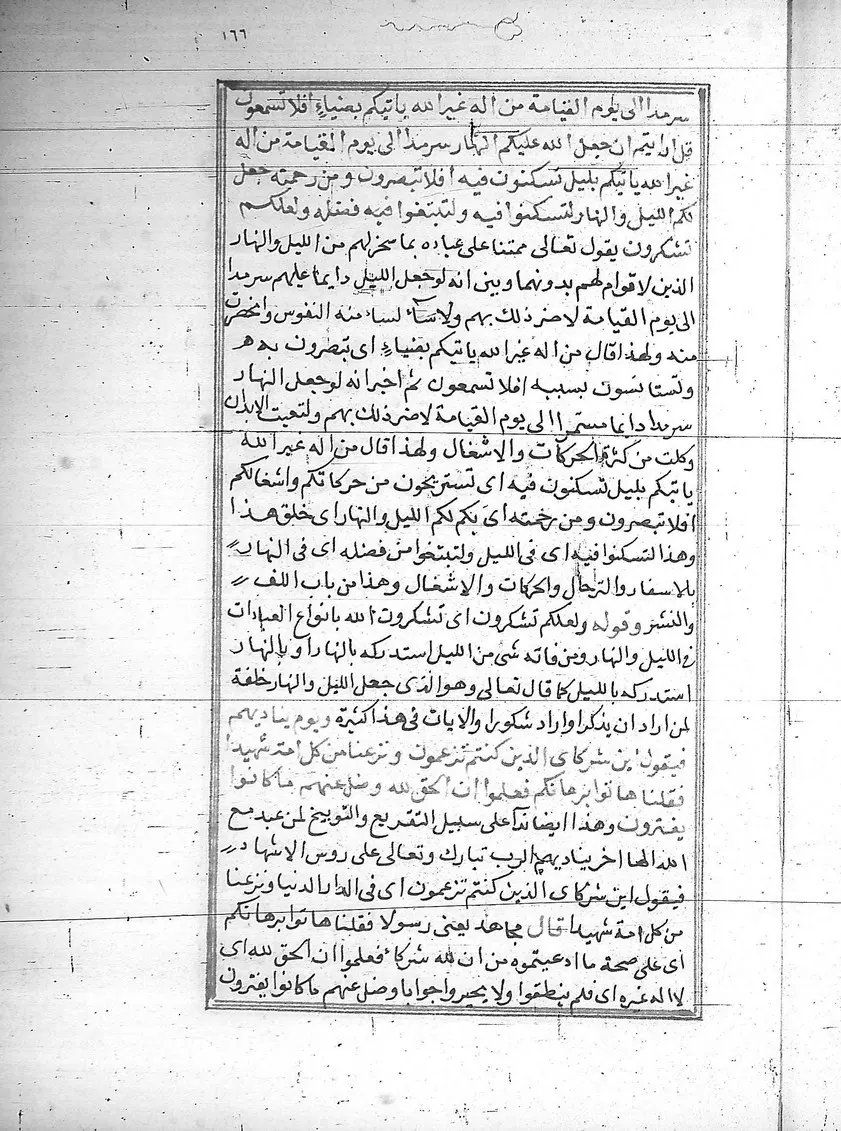 ١٦٦
سرمدا الى يوم القيامة من اله غير الله ياتيكم بضياء افلا تسمعون
قل ارايتم ان جعل الله عليكم النهار سرمدا الى يوم القيامة من اله
غير الله ياتيكم بليل تسكنون فيه افلا تبصرون ومن رحمته جعل
لكم الليل والنهار لتسكنوا فيه ولتبتغوا فيه فضله ولعلكم
تشكرون يقول تعالى ممتنا على عباده بما سخر لهم من الليل والنهار
الذين لا قوام لهم بدونهما وبين انه لو جعل الليل دايما عليهم سرمدا
الى يوم القيامة لاضر ذلك بهم ولسامته النفوس وانحصرت
منه ولهذا قال من اله غير الله ياتيكم بضياء اى تبصرون به
وتستانسون بسببه افلا تسمعون ثم اخبر انه لو جعل النهار
سرمدا دايما مستمرا الى يوم القيامة لاضر ذلك بهم ولتعبت الابدان
وكلت من كثرة الحركات والاشغال ولهذا قال من اله غير الله
ياتيكم بليل تسكنون فيه اى تستريحون من حركاتكم واشغالكم
افلا تبصرون ومن رحمته اى بكم لكم الليل والنهار اى خلق هذا
وهذا لتسكنوا فيه اى فى الليل ولتبتغوا من فضله اى فى النهار
بالاسفار والترحال والحركات والاشغال وهذا من باب اللف
والنشر وقوله ولعلكم تشكرون اى تشكرون الله بانواع العبادات
فى الليل والنهار ومن فاته شى من الليل استدركه بالنهار او بالنهار
استدركه بالليل كما قال تعالى وهو الذى جعل الليل والنهار خلفة
لمن اراد ان يذكر او اراد شكورا والايات فى هذا كثيرة ويوم يناديهم
فيقول اين شركاى الذين كنتم تزعمون ونزعنا من كل امة شهيدا
فقلنا هاتوا برهانكم فعلموا ان الحق لله وضل عنهم ما كانوا
يفترون وهذا ايضا ندآ على سبيل التقريع والتوبيخ لمن عبد مع
الله الها اخر يناديهم الرب تبارك وتعالى على روس الاشهاد
فيقول اين شركاى الذين كنتم تزعمون اى فى الدار الدنيا ونزعنا
من كل امة شهيدا قال مجاهد يعنى رسولا فقلنا هاتوا برهانكم
اى على صحة ما ادعيتموه من ان لله شركاء فعلموا ان الحق لله اى
لا اله غيره اى فلم ينطقوا ولا يحيروا جوابا وضل عنهم ما كانوا يفترون